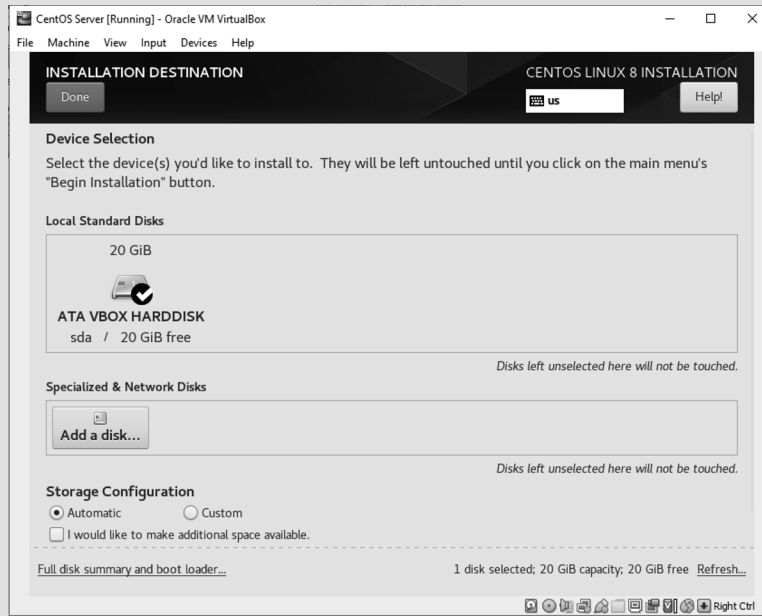 CentOS Server [Running] - Oracle VM VirtualBox
File Machine View Input Devices Help
INSTALLATION DESTINATION
CENTOS LINUX 8 INSTALLATION
Done
us
Help!
Device Selection
Select the device(s) you'd like to install to. They will be left untouched until you click on the main menu's
"Begin Installation" button.
Local Standard Disks
20 GiB
ATA VBOX HARDDISK
sda / 20 GiB free
Disks left unselected here will not be touched.
Specialized & Network Disks
Add a disk...
Disks left unselected here will not be touched.
Storage Configuration
Automatic Custom
I would like to make additional space available.
Full disk summary and boot loader...
1 disk selected; 20 GiB capacity; 20 GiB free Refresh...
Right Ctrl